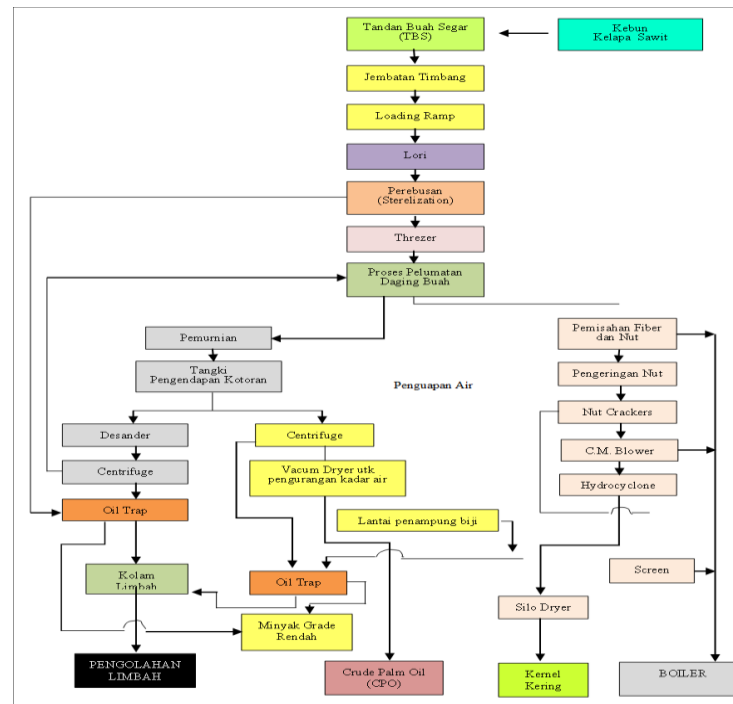 Tandan Buah Segar
(TBS)
Kebun
Kelapa Sawit
Jembatan Timbang
Loading Ramp
Lori
Perebusan
(Sterelization)
Threzer
Proses Pelumatan
Daging Buah
Pemurnian
Tangki
Pengendapan Kotoran
Penguapan Air
Pemisahan Fiber
dan Nut
Pengeringan Nut
Nut Crackers
C.M. Blower
Hydrocyclone
Desander
Centrifuge
Oil Trap
Centrifuge
Vacum Dryer utk
pengurangan kadar air
Lantai penampung biji
Kolam
Limbah
Oil Trap
Screen
Silo Dryer
Minyak Grade
Rendah
PENGOLAHAN
LIMBAH
Crude Palm Oil
(CPO)
Kernel
Kering
BOILER